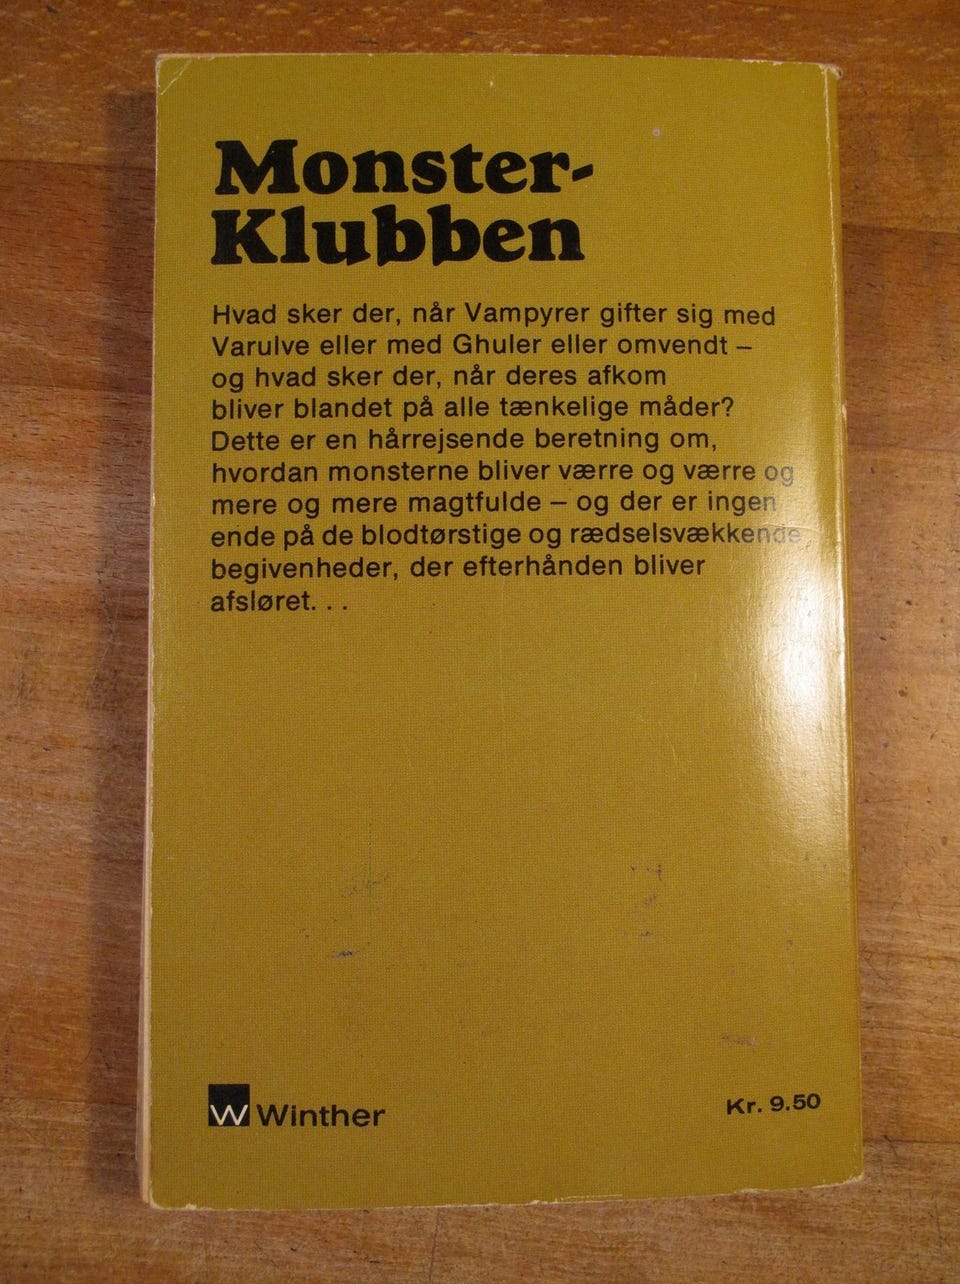 Monster-
Klubben
Hvad sker der, når Vampyrer gifter sig med
Varulve eller med Ghuler eller omvendt –
og hvad sker der, når deres afkom
bliver blandet på alle tænkelige måder?
Dette er en hårrejsende beretning om,
hvordan monsterne bliver værre og værre og
mere og mere magtfulde – og der er ingen
ende på de blodtørstige og rædselsvækkende
begivenheder, der efterhånden bliver
afsløret. . .
W Winther
Kr. 9.50